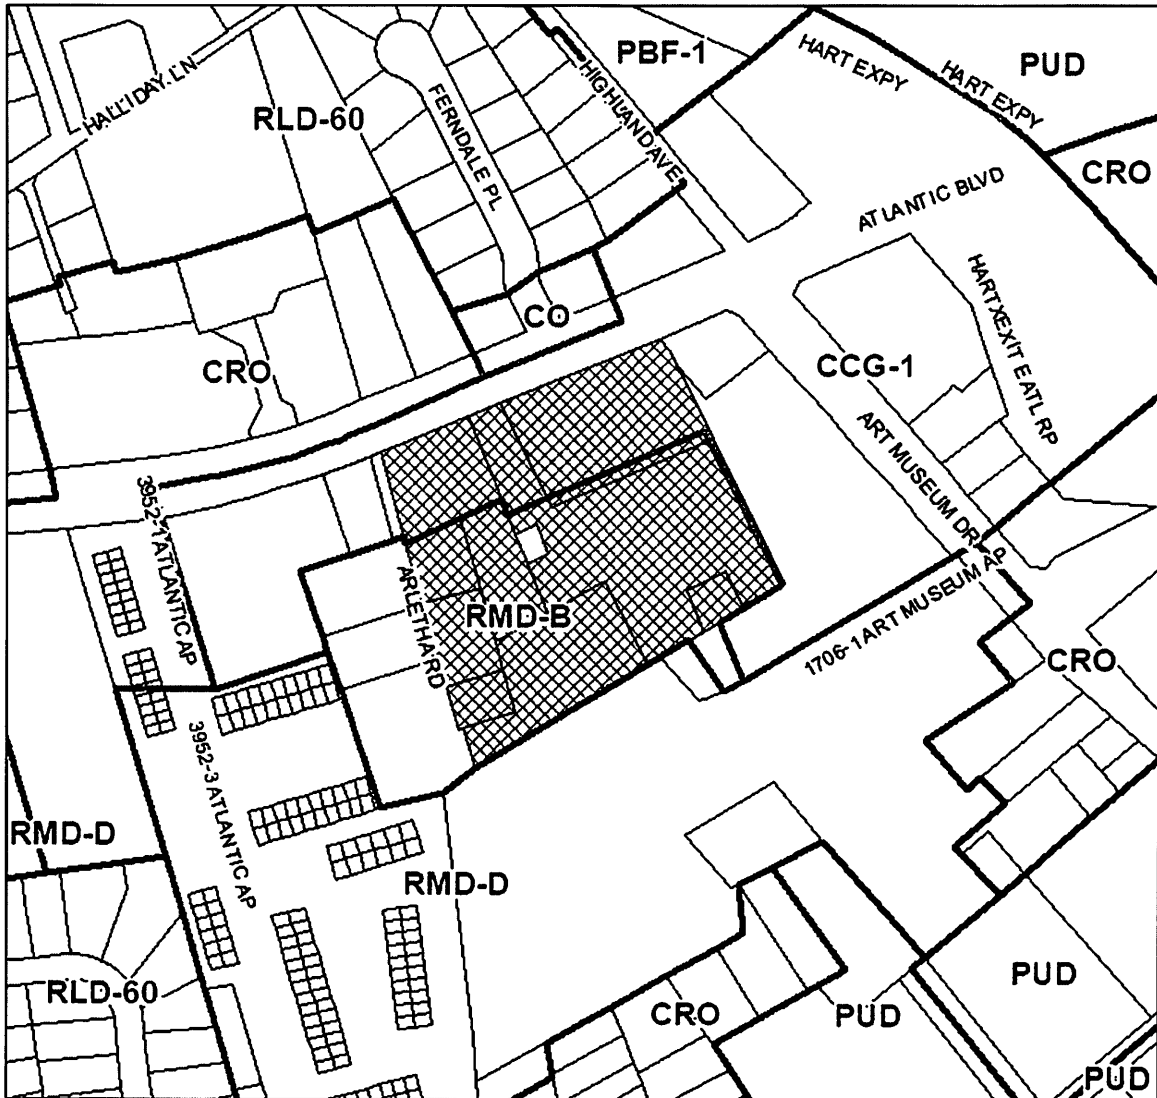 PBF-1
HART EXPY
HART EXPY
PUD
HALLIDAY LN
RLD-60
FERNDALE PL
HIGHLAND AVE
CRO
ATLANTIC BLVD
HART XEXIT E ATL RP
CO
CRO
CCG-1
ART MUSEUM DR
3952-1 ATLANTIC AP
ARLETHA RD
RMD-B
1706-1 ART MUSEUM AP
CRO
3952-3 ATLANTIC AP
RMD-D
RMD-D
RLD-60
CRO
PUD
PUD
PUD